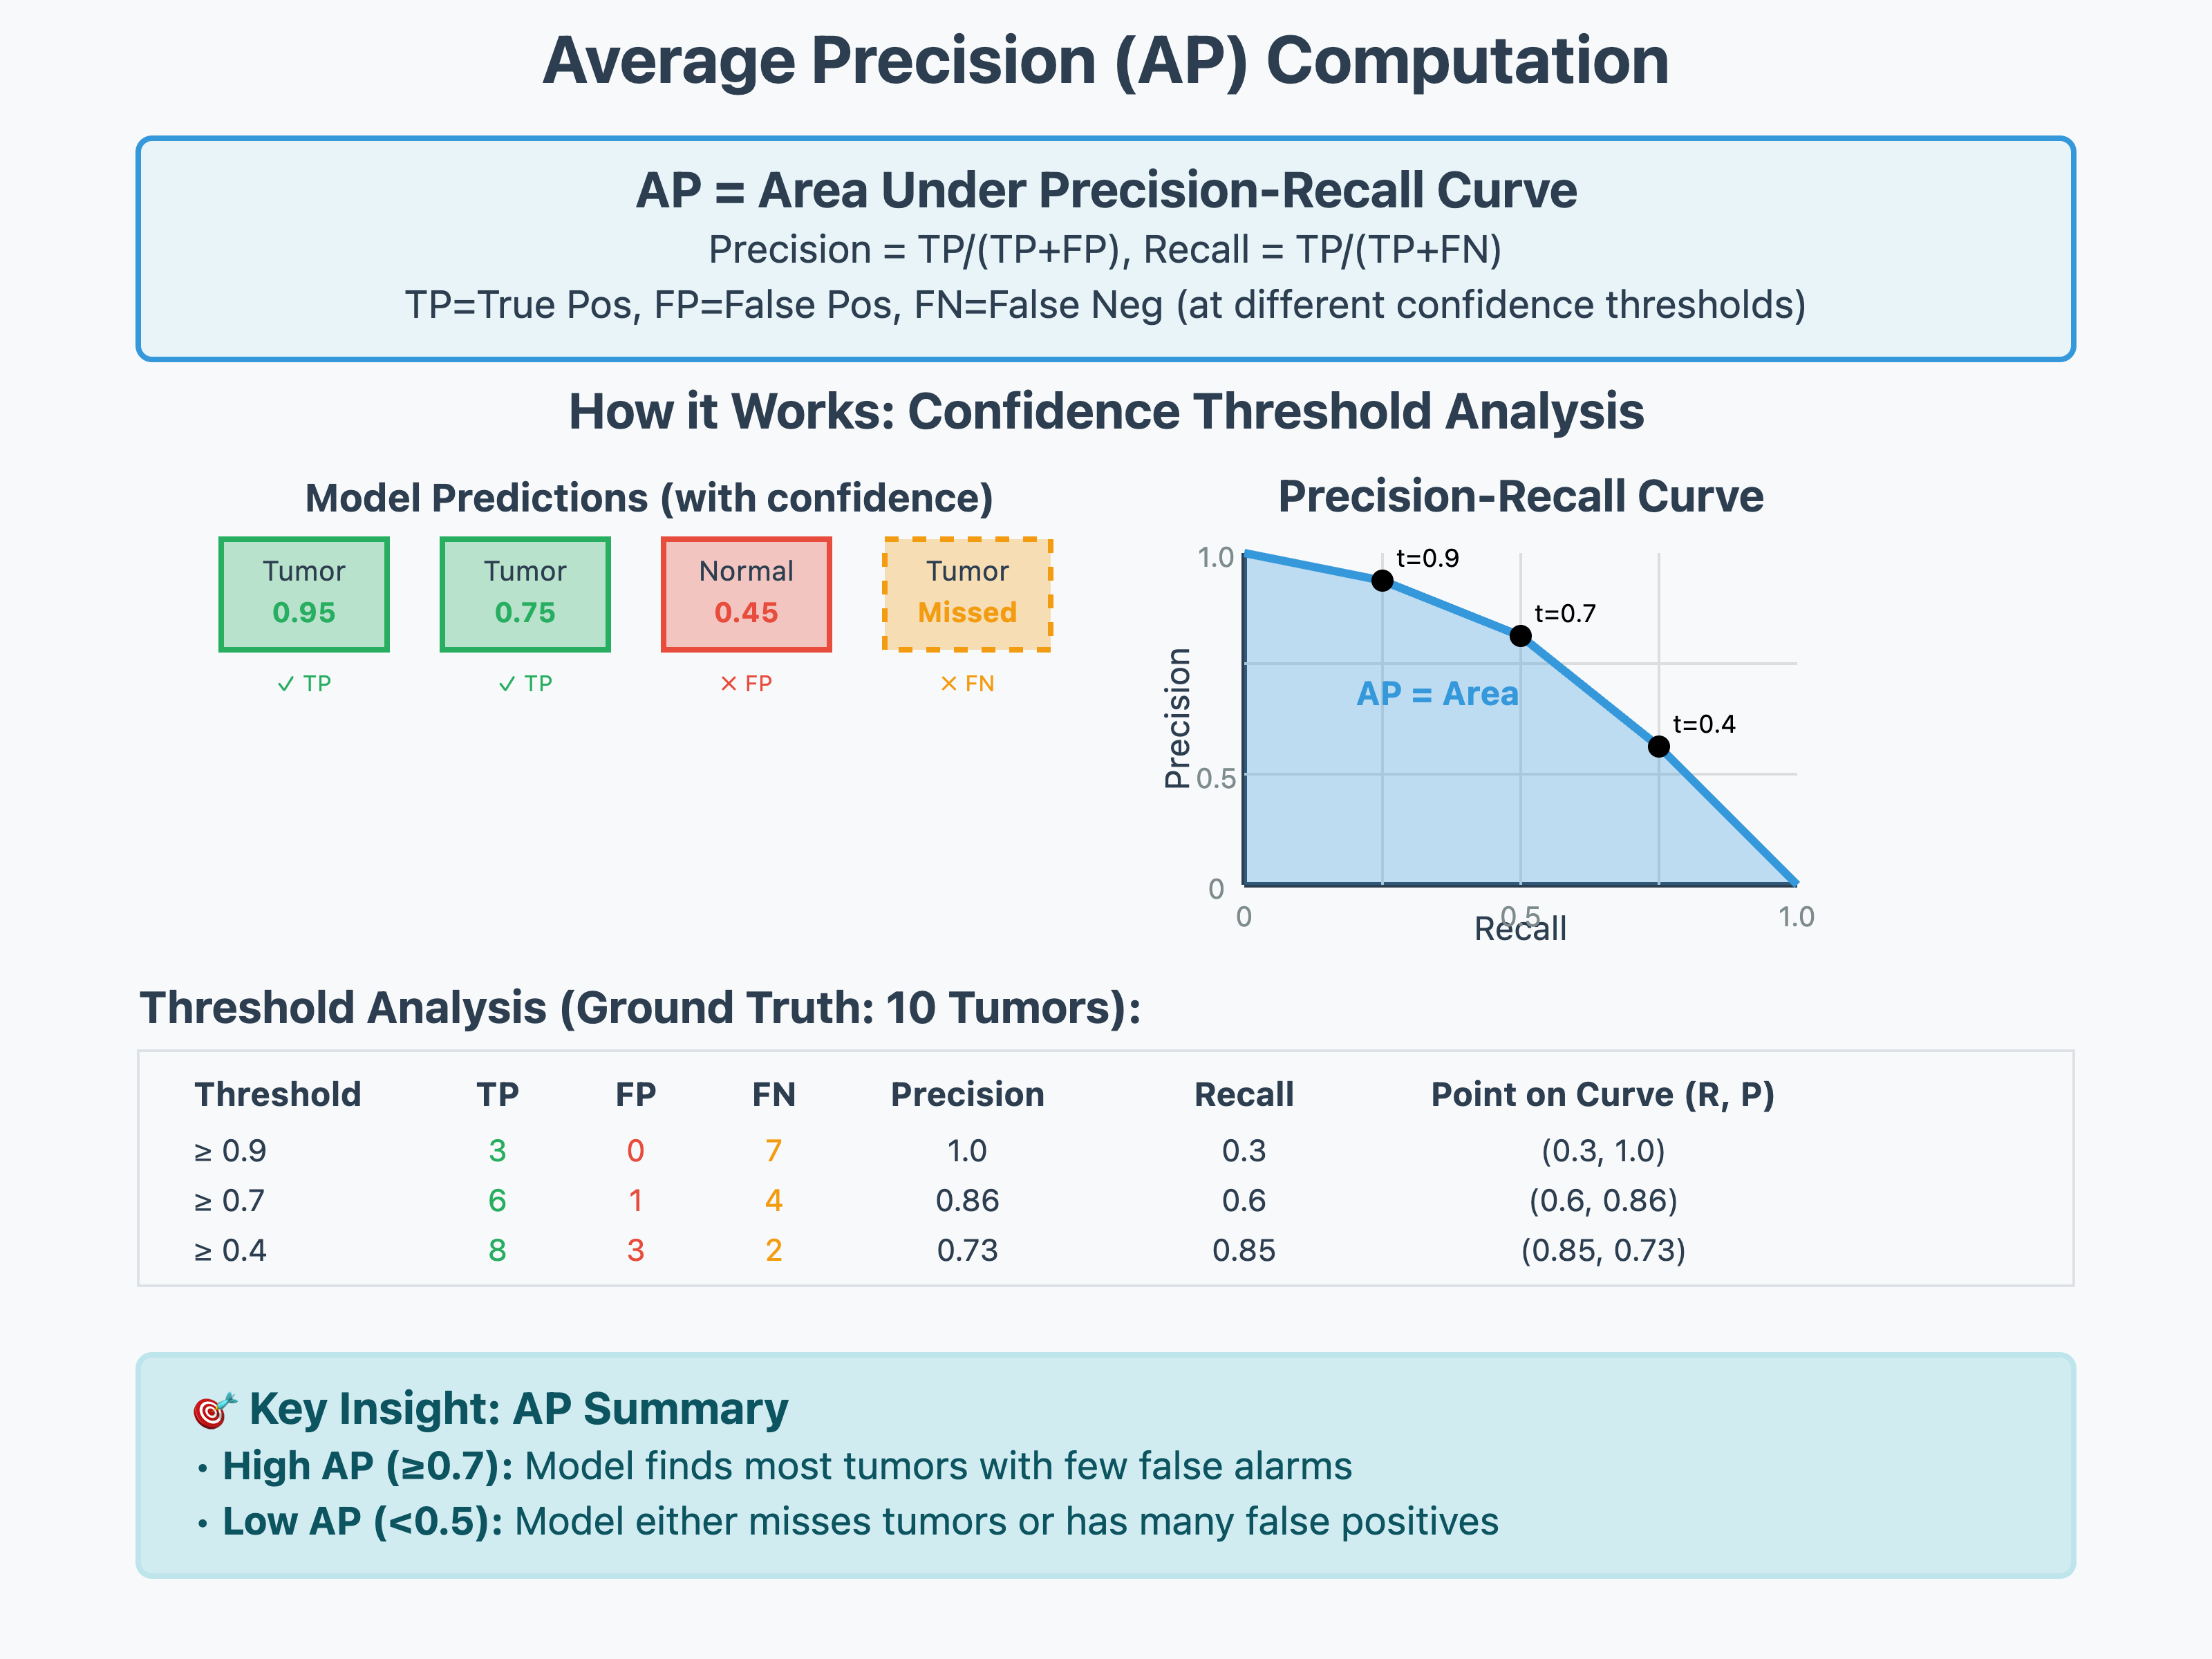 Average Precision (AP) Computation
AP = Area Under Precision-Recall Curve
Precision = TP/(TP+FP), Recall = TP/(TP+FN)
TP=True Pos, FP=False Pos, FN=False Neg (at different confidence thresholds)
How it Works: Confidence Threshold Analysis
Model Predictions (with confidence)
Tumor
0.95
✓ TP
Tumor
0.75
✓ TP
Normal
0.45
✕ FP
Tumor
Missed
✕ FN
Precision-Recall Curve
1.0
t=0.9
t=0.7
AP = Area
t=0.4
Precision
0.5
0
0 0.5 1.0
Recall
Threshold Analysis (Ground Truth: 10 Tumors):
Threshold TP FP FN Precision Recall Point on Curve (R, P)
≥ 0.9 3 0 7 1.0 0.3 (0.3, 1.0)
≥ 0.7 6 1 4 0.86 0.6 (0.6, 0.86)
≥ 0.4 8 3 2 0.73 0.85 (0.85, 0.73)
🎯 Key Insight: AP Summary
• High AP (≥0.7): Model finds most tumors with few false alarms
• Low AP (<0.5): Model either misses tumors or has many false positives